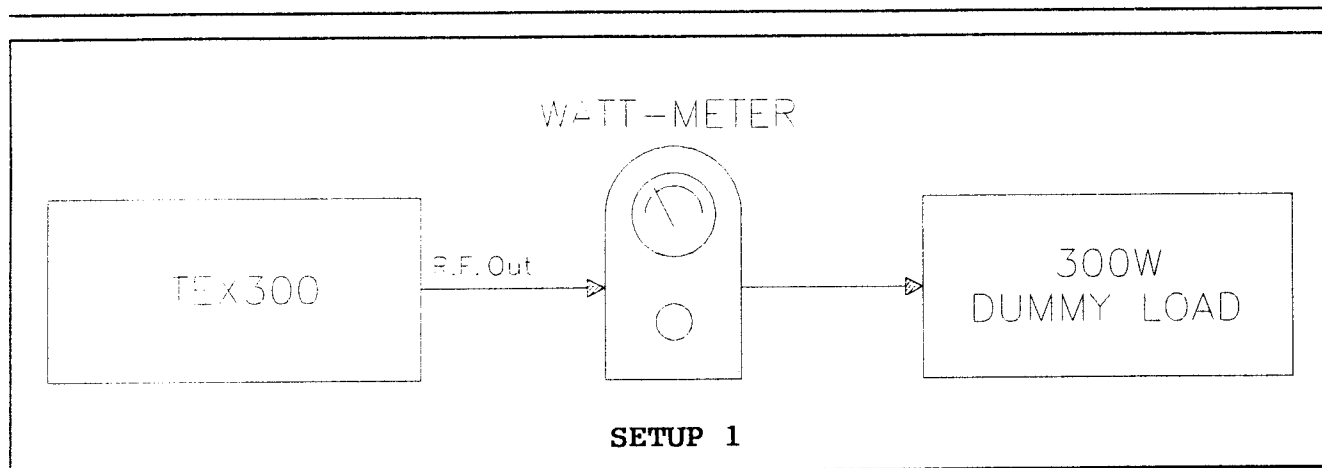 WATT-METER
TEX300
R.F. Out
300W
DUMMY LOAD
SETUP 1